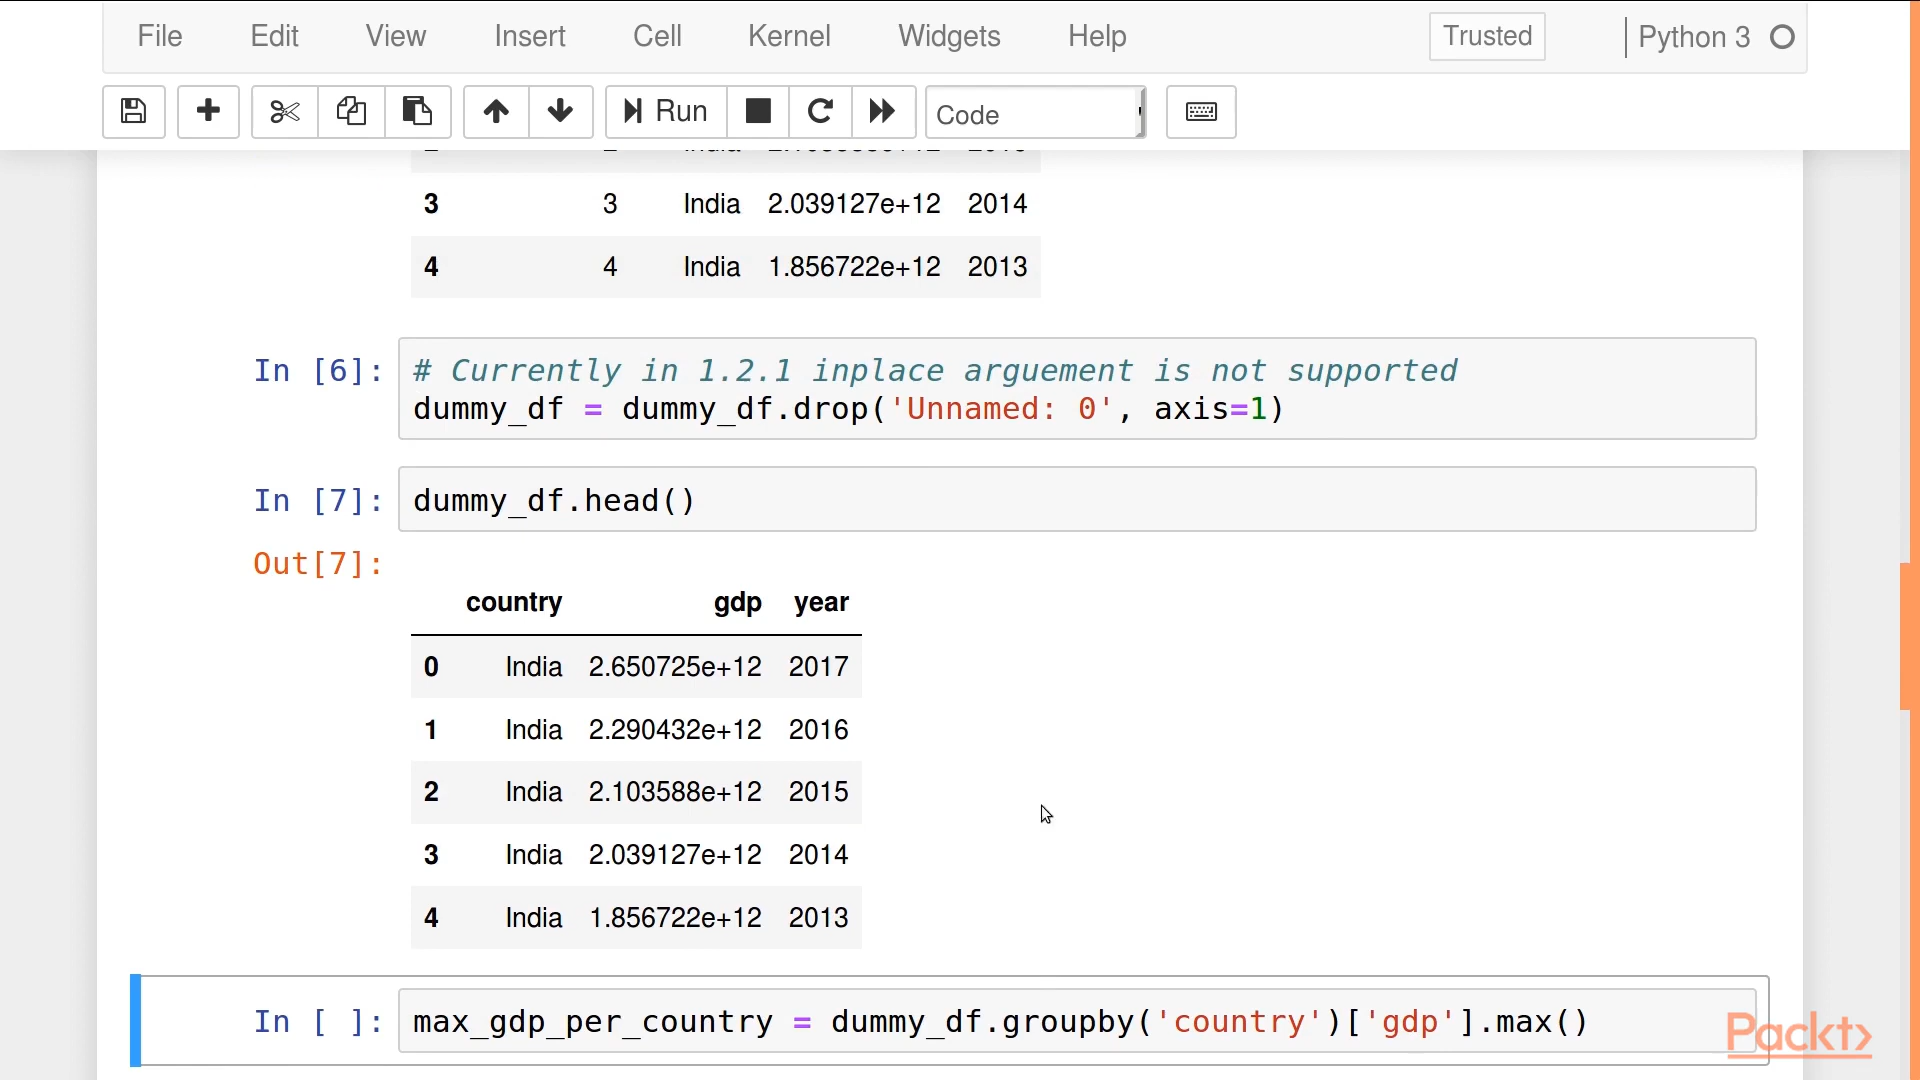 File Edit View Insert Cell Kernel Widgets Help Trusted Python 3
Run Code
3 3 India 2.039127e+12 2014
4 4 India 1.856722e+12 2013
In [6]: # Currently in 1.2.1 inplace arguement is not supported
dummy_df = dummy_df.drop('Unnamed: 0', axis=1)
In [7]: dummy_df.head()
Out[7]:
country gdp year
0 India 2.650725e+12 2017
1 India 2.290432e+12 2016
2 India 2.103588e+12 2015
3 India 2.039127e+12 2014
4 India 1.856722e+12 2013
In [ ]: max_gdp_per_country = dummy_df.groupby('country')['gdp'].max()
Packt>